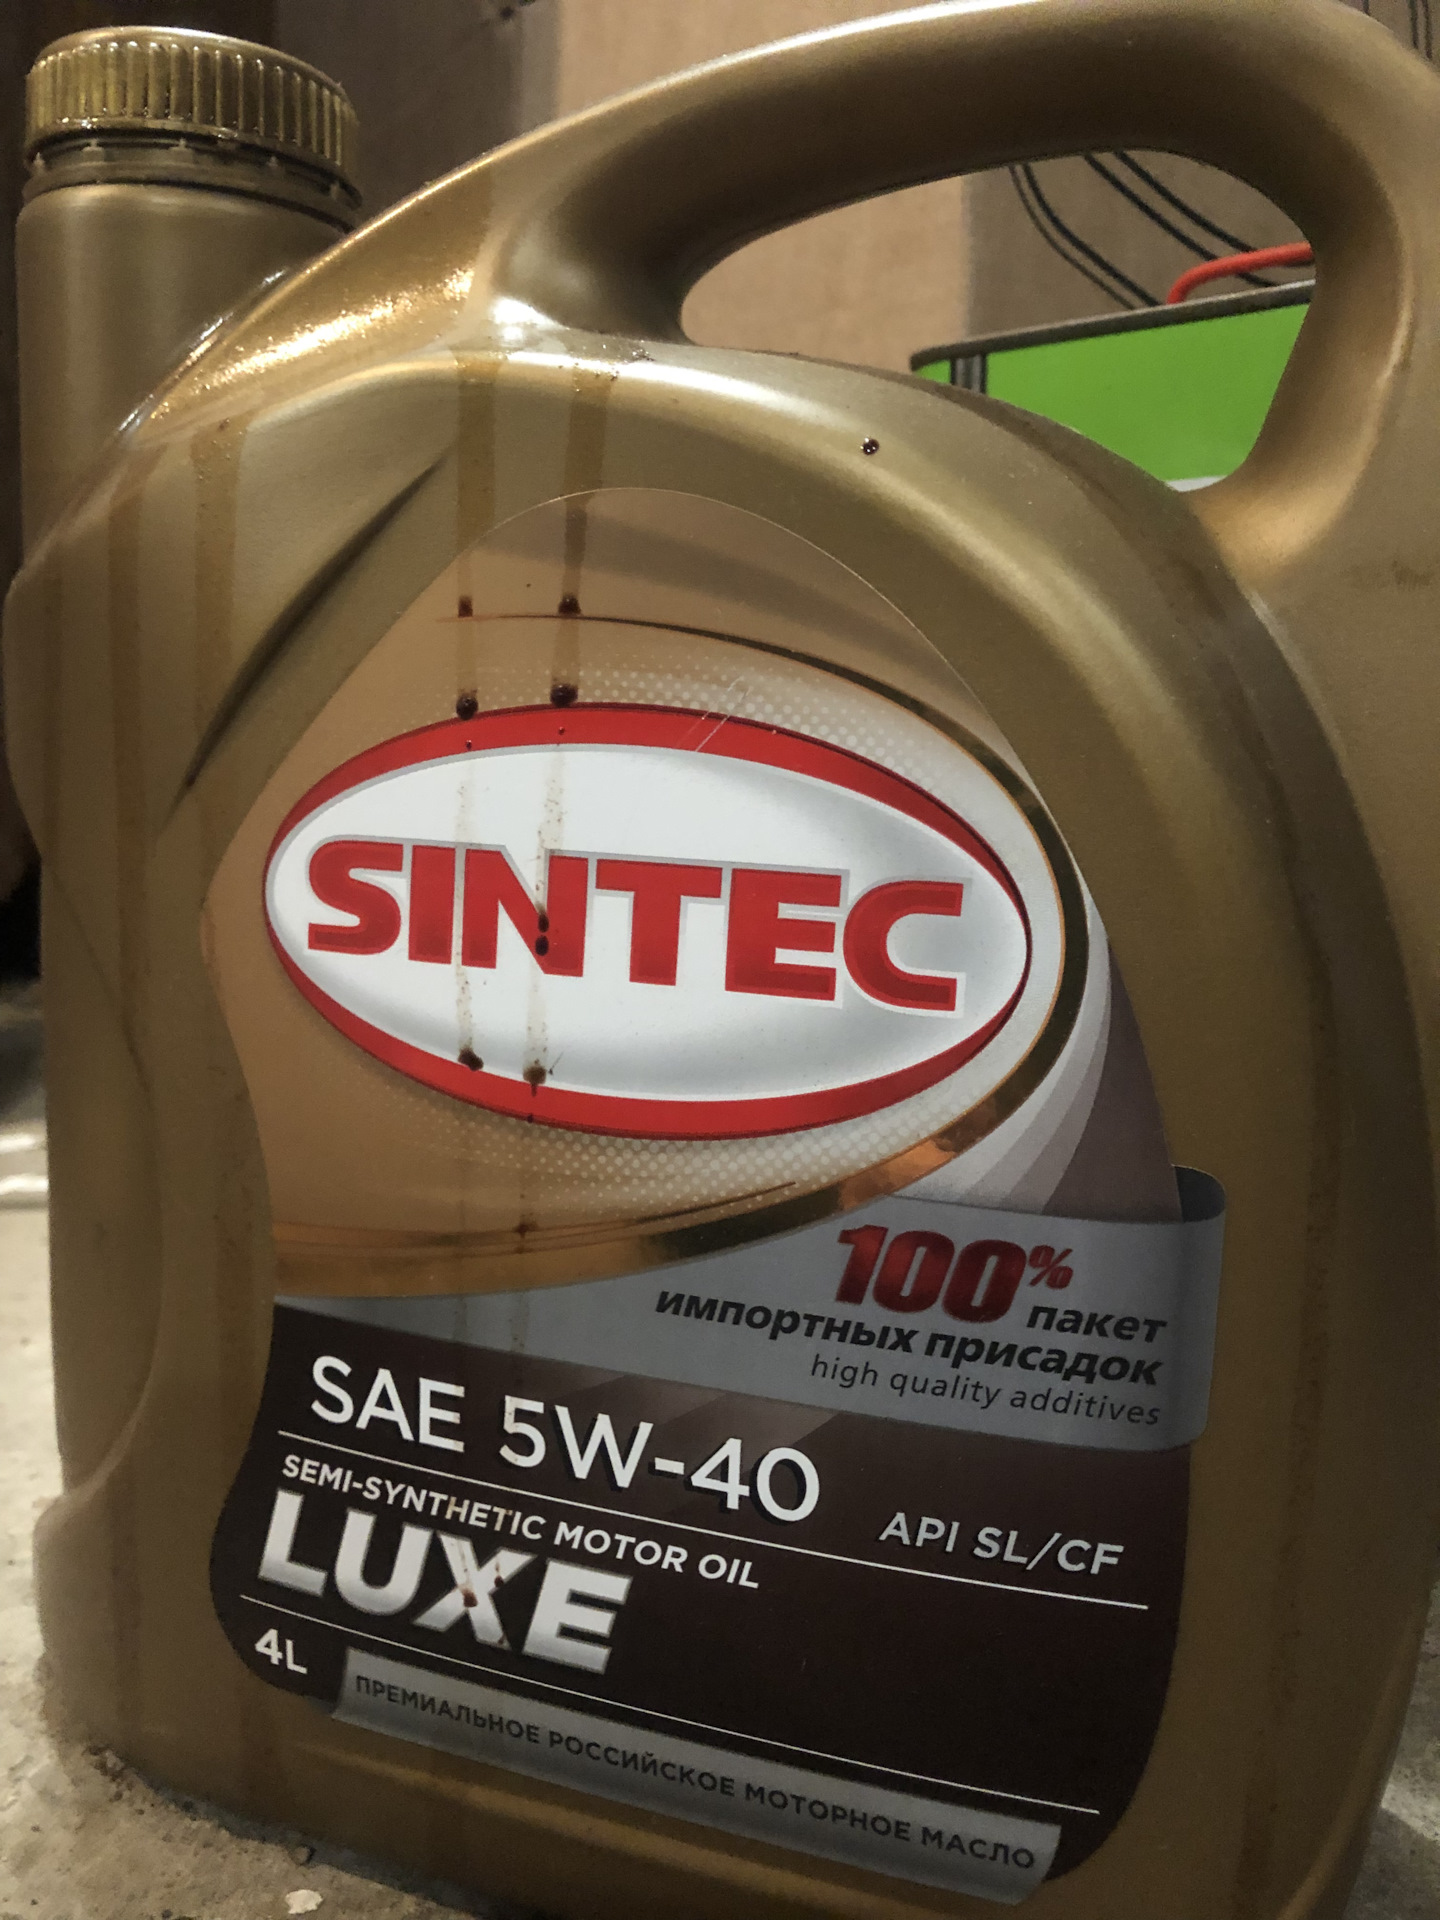 SINTEC
100% пакет
импортных присадок
high quality additives
SAE 5W-40
API SL/CF
SEMI-SYNTHETIC MOTOR OIL
LUXE
4L
ПРЕМИАЛЬНОЕ РОССИЙСКОЕ МОТОРНОЕ МАСЛО